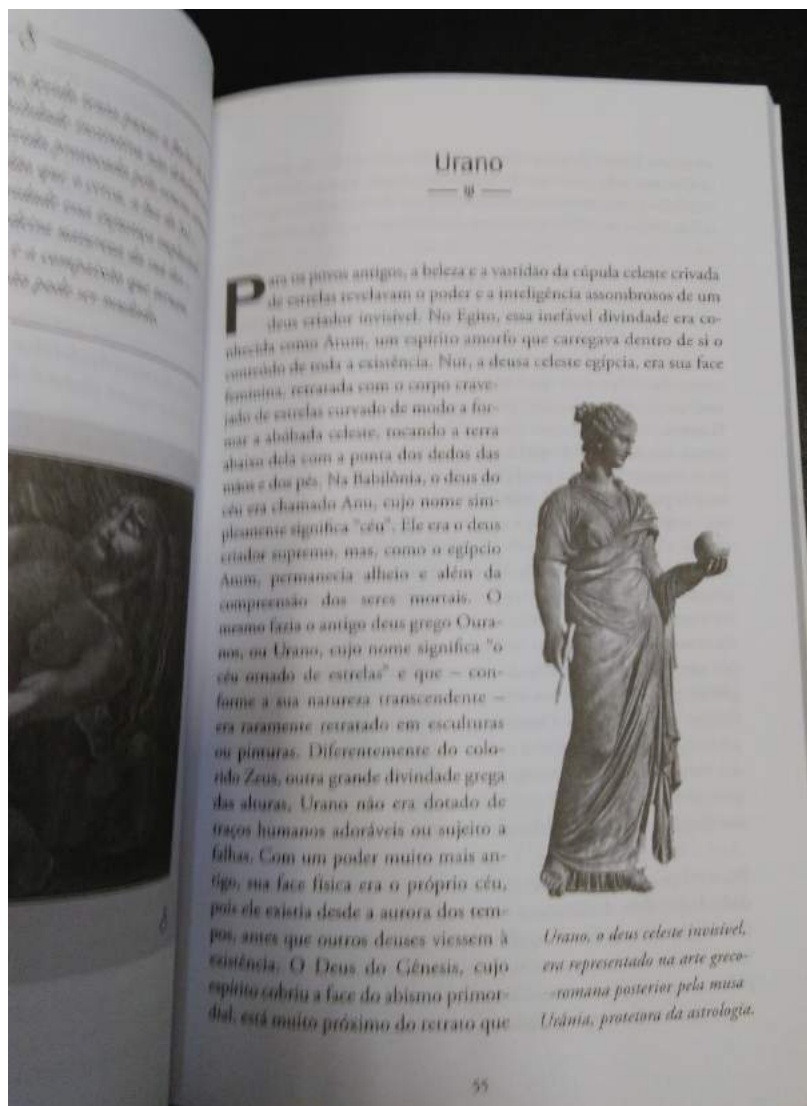 Urano
Para os povos antigos, a beleza e a vastidão da cúpula celeste crivada
de estrelas revelavam o poder e a inteligência assombrosos de um
deus criador invisível. No Egito, essa inefável divindade era co-
nhecida como Atum, um espírito amorfo que carregava dentro de si o
conteúdo de toda a existência. Nut, a deusa celeste egípcia, era sua face
feminina, retratada com o corpo crave-
jado de estrelas curvado de modo a for-
mar a abóbada celeste, tocando a terra
abaixo dela com a ponta dos dedos das
mãos e dos pés. Na Babilônia, o deus do
céu era chamado Anu, cujo nome sim-
plesmente significa "céu". Ele era o deus
criador supremo, mas, como o egípcio
Atum, permanecia alheio e além da
compreensão dos seres mortais. O
mesmo fazia o antigo deus grego Oura-
nos, ou Urano, cujo nome significa "o
céu ornado de estrelas" e que – con-
forme a sua natureza transcendente –
era raramente retratado em esculturas
ou pinturas. Diferentemente do colo-
rido Zeus, outra grande divindade grega
das alturas, Urano não era dotado de
traços humanos adoráveis ou sujeito a
falhas. Com um poder muito mais an-
tigo, sua face física era o próprio céu,
pois ele existia desde a aurora dos tem-
pos, antes que outros deuses viessem à
existência. O Deus do Gênesis, cujo
espírito cobriu a face do abismo primor-
dial, está muito próximo do retrato que
Urano, o deus celeste invisível,
era representado na arte greco-
-romana posterior pela musa
Urânia, protetora da astrologia.
55